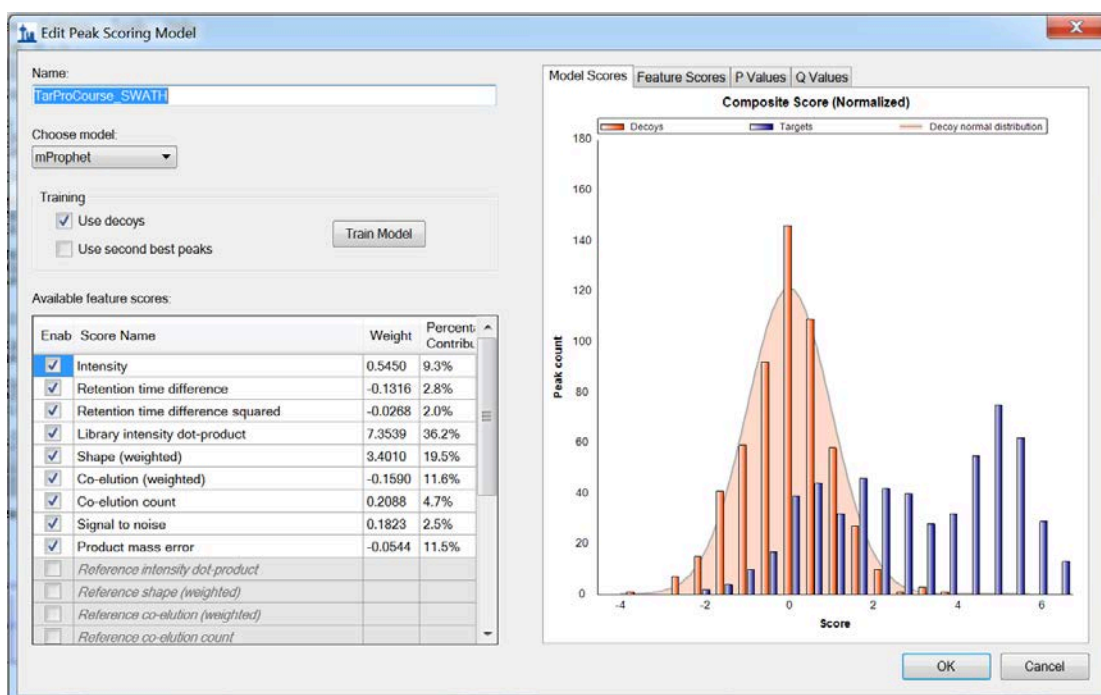 Edit Peak Scoring Model
Name:
TarProCourse_SWATH
Choose model:
mProphet
Training
Use decoys
Use second best peaks
Train Model
Available feature scores:
Enab Score Name Weight Percenta Contribu
Intensity 0.5450 9.3%
Retention time difference -0.1316 2.8%
Retention time difference squared -0.0268 2.0%
Library intensity dot-product 7.3539 36.2%
Shape (weighted) 3.4010 19.5%
Co-elution (weighted) -0.1590 11.6%
Co-elution count 0.2088 4.7%
Signal to noise 0.1823 2.5%
Product mass error -0.0544 11.5%
Reference intensity dot-product
Reference shape (weighted)
Reference co-elution (weighted)
Reference co-elution count
Model Scores Feature Scores P Values Q Values
Composite Score (Normalized)
Decoys Targets Decoy normal distribution
180
160
140
120
100
80
60
40
20
0
Peak count
-4 -2 0 2 4 6
Score
OK Cancel